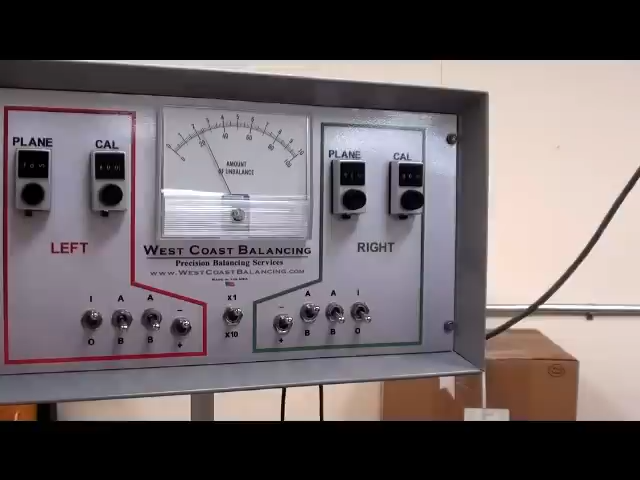 PLANE
CAL
LEFT
AMOUNT
OF UNBALANCE
WEST COAST BALANCING
Precision Balancing Services
WWW.WESTCOASTBALANCING.COM
PLANE
CAL
RIGHT
I
A
A
-
O
B
B
+
X1
X10
-
A
A
I
+
B
B
O